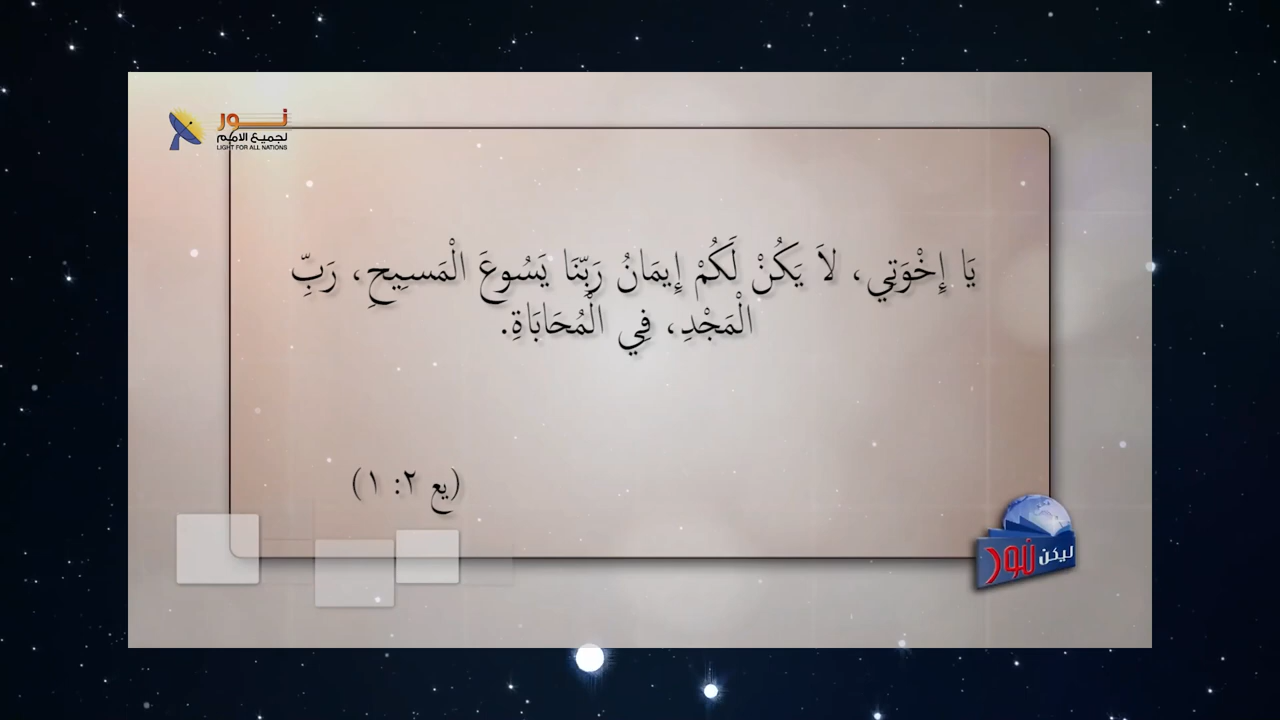 نور
لجميع الامم
LIGHT FOR ALL NATIONS
يَا إِخْوَتِي، لاَ يَكُنْ لَكُمْ إِيمَانُ رَبِّنَا يَسُوعَ الْمَسِيحِ، رَبِّ
الْمَجْدِ، فِي الْمُحَابَاةِ.
(يع ٢: ١)
ليكن نور